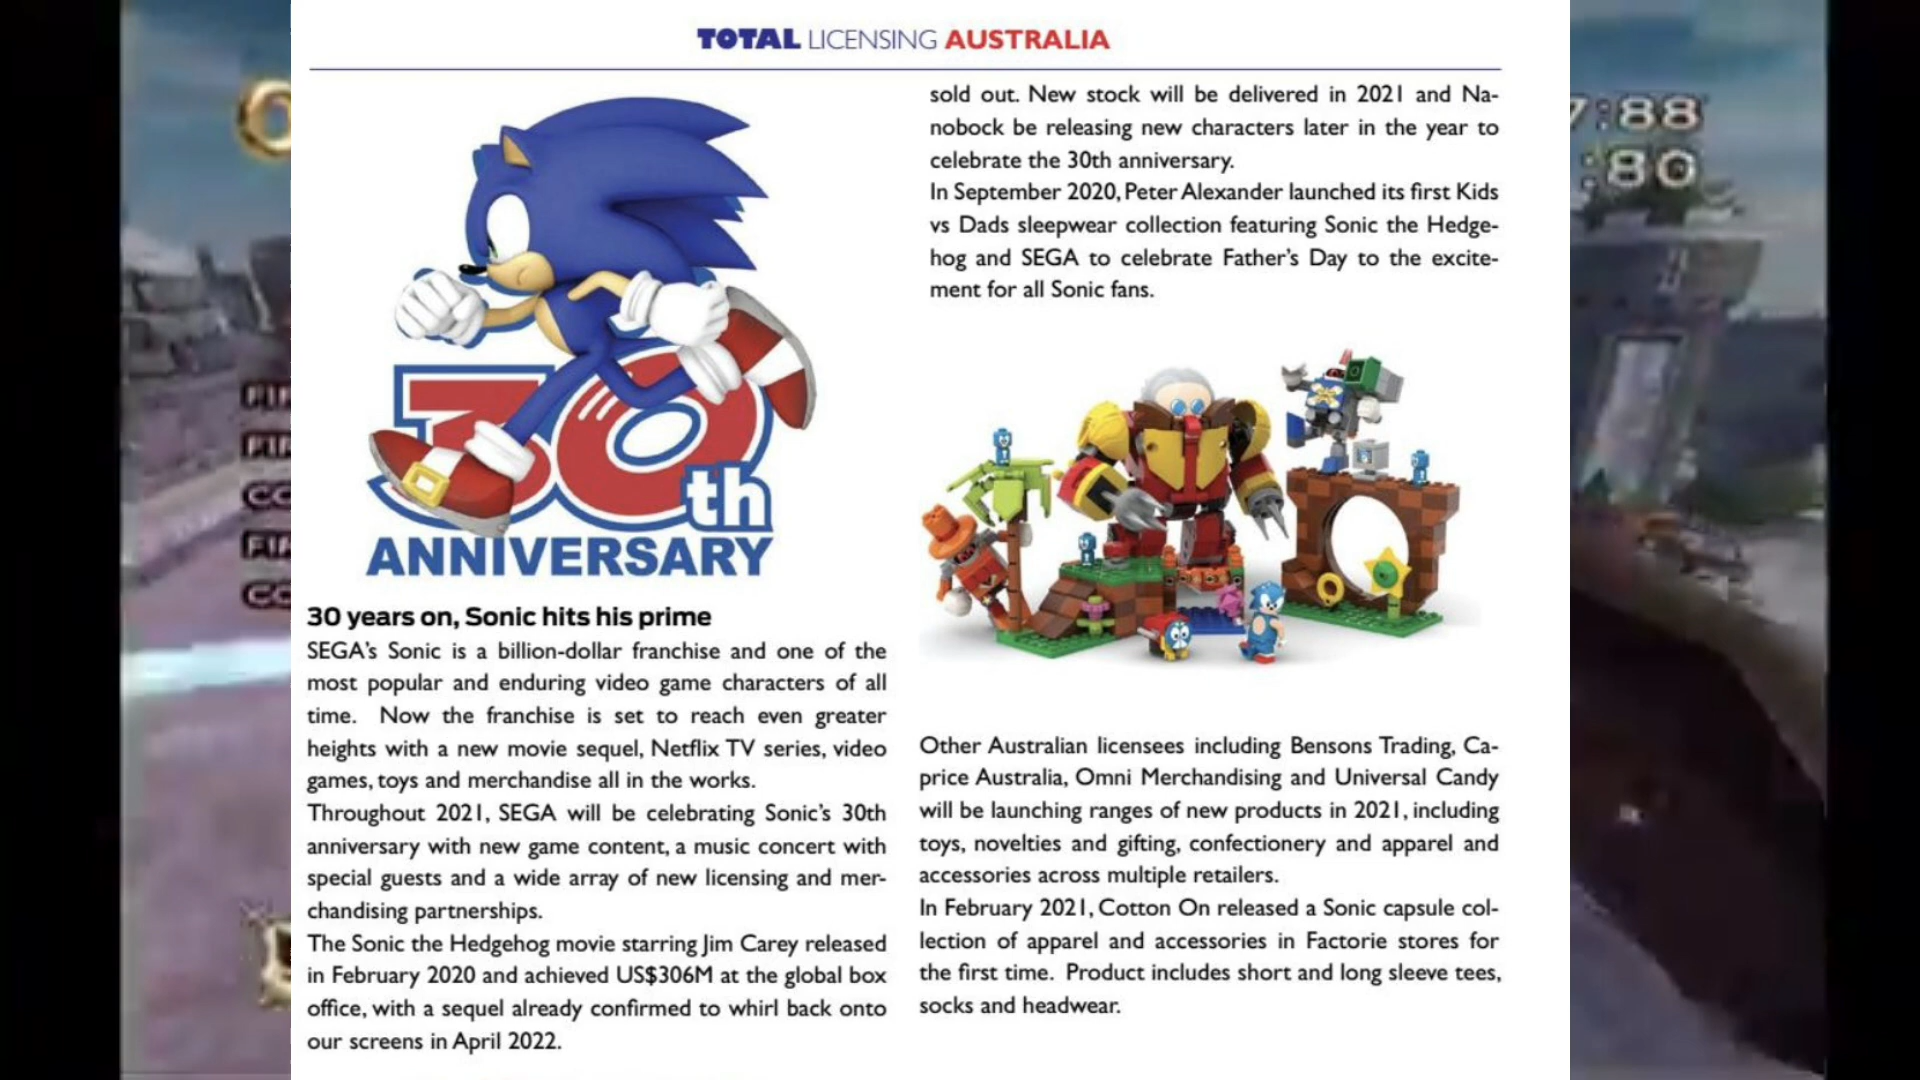 TOTAL LICENSING AUSTRALIA
30th
ANNIVERSARY
30 years on, Sonic hits his prime
SEGA's Sonic is a billion-dollar franchise and one of the
most popular and enduring video game characters of all
time. Now the franchise is set to reach even greater
heights with a new movie sequel, Netflix TV series, video
games, toys and merchandise all in the works.
Throughout 2021, SEGA will be celebrating Sonic's 30th
anniversary with new game content, a music concert with
special guests and a wide array of new licensing and mer-
chandising partnerships.
The Sonic the Hedgehog movie starring Jim Carey released
in February 2020 and achieved US$306M at the global box
office, with a sequel already confirmed to whirl back onto
our screens in April 2022.
sold out. New stock will be delivered in 2021 and Na-
nobock be releasing new characters later in the year to
celebrate the 30th anniversary.
In September 2020, Peter Alexander launched its first Kids
vs Dads sleepwear collection featuring Sonic the Hedge-
hog and SEGA to celebrate Father's Day to the excite-
ment for all Sonic fans.
Other Australian licensees including Bensons Trading, Ca-
price Australia, Omni Merchandising and Universal Candy
will be launching ranges of new products in 2021, including
toys, novelties and gifting, confectionery and apparel and
accessories across multiple retailers.
In February 2021, Cotton On released a Sonic capsule col-
lection of apparel and accessories in Factorie stores for
the first time. Product includes short and long sleeve tees,
socks and headwear.
7:88
:80